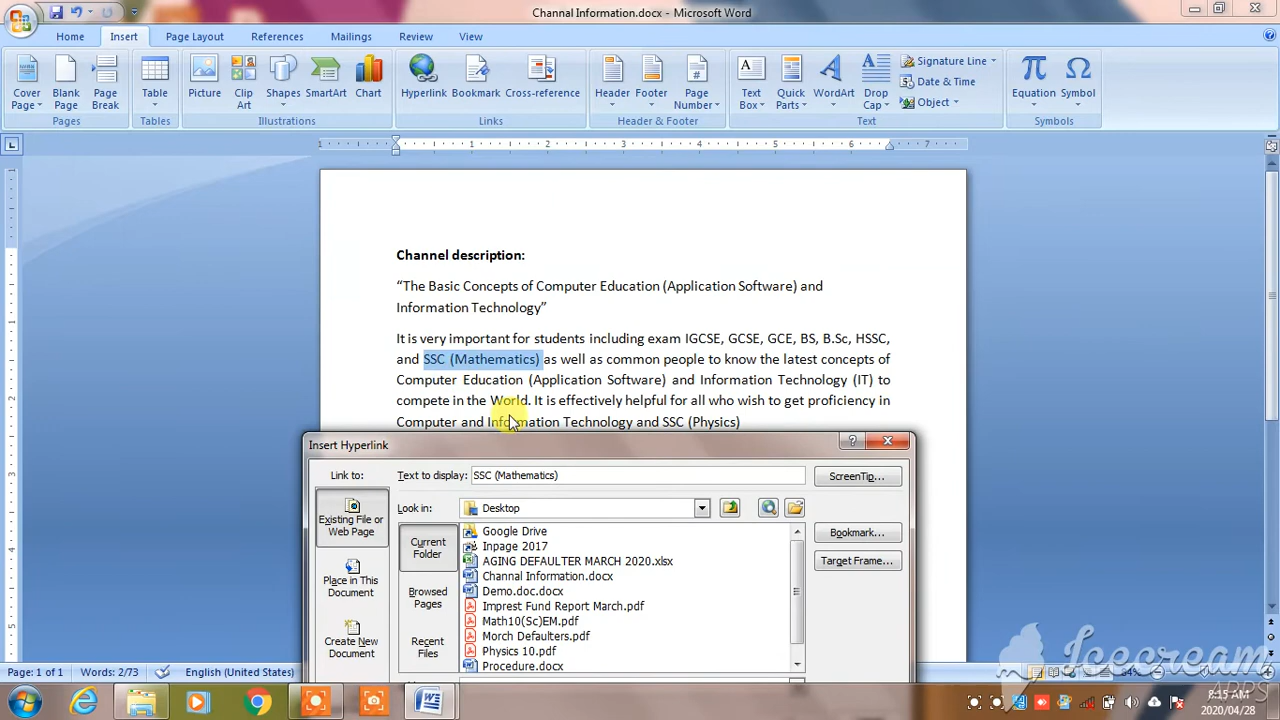 Channal Information.docx - Microsoft Word
Home Insert Page Layout References Mailings Review View
Cover Page Blank Page Page Break
Pages
Table
Tables
Picture Clip Art Shapes SmartArt Chart
Illustrations
Hyperlink Bookmark Cross-reference
Links
Header Footer Page Number
Header & Footer
Text Box Quick Parts WordArt Drop Cap
Signature Line
Date & Time
Object
Text
Equation Symbol
Symbols
1 1 2 3 4 5 6 7
Channel description:
“The Basic Concepts of Computer Education (Application Software) and
Information Technology”
It is very important for students including exam IGCSE, GCSE, GCE, BS, B.Sc, HSSC,
and SSC (Mathematics) as well as common people to know the latest concepts of
Computer Education (Application Software) and Information Technology (IT) to
compete in the World. It is effectively helpful for all who wish to get proficiency in
Computer and Information Technology and SSC (Physics)
Insert Hyperlink
Link to: Text to display: SSC (Mathematics) ScreenTip...
Existing File or Web Page
Look in: Desktop
Current Folder
Google Drive
Inpage 2017
AGING DEFAULTER MARCH 2020.xlsx
Channal Information.docx
Demo.doc.docx
Imprest Fund Report March.pdf
Math10(Sc)EM.pdf
Morch Defaulters.pdf
Physics 10.pdf
Procedure.docx
Bookmark...
Target Frame...
Place in This Document
Browsed Pages
Create New Document
Recent Files
Page: 1 of 1 Words: 2/73 English (United States)
Icecream
APPS
8:15 AM
2020/04/28